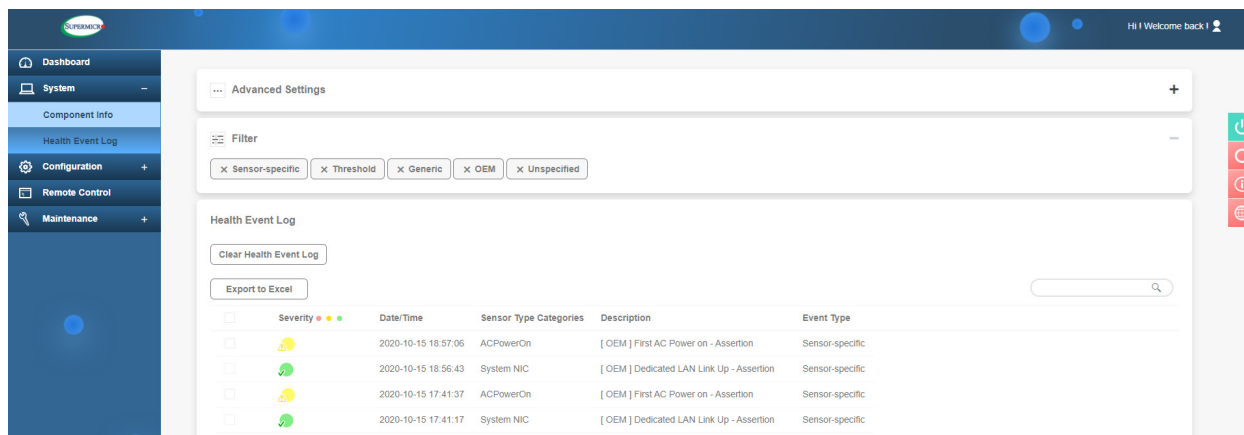 SUPERMICR
Hi ! Welcome back !
Dashboard
System –
Component Info
Health Event Log
Configuration +
Remote Control
Maintenance +
... Advanced Settings +
Filter –
× Sensor-specific × Threshold × Generic × OEM × Unspecified
Health Event Log
Clear Health Event Log
Export to Excel
Severity Date/Time Sensor Type Categories Description Event Type
2020-10-15 18:57:06 ACPowerOn [ OEM ] First AC Power on - Assertion Sensor-specific
2020-10-15 18:56:43 System NIC [ OEM ] Dedicated LAN Link Up - Assertion Sensor-specific
2020-10-15 17:41:37 ACPowerOn [ OEM ] First AC Power on - Assertion Sensor-specific
2020-10-15 17:41:17 System NIC [ OEM ] Dedicated LAN Link Up - Assertion Sensor-specific